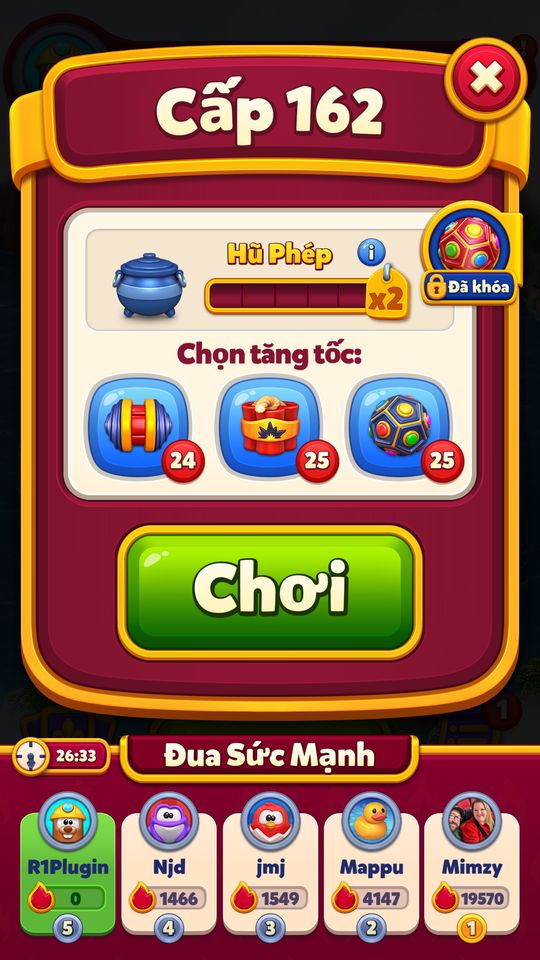 Cấp 162
Hũ Phép
i
x2
Đã khóa
Chọn tăng tốc:
24
25
25
Chơi
1
26:33
Đua Sức Mạnh
R1Plugin
Njd
jmj
Mappu
Mimzy
0
1466
1549
4147
19570
5
4
3
2
1